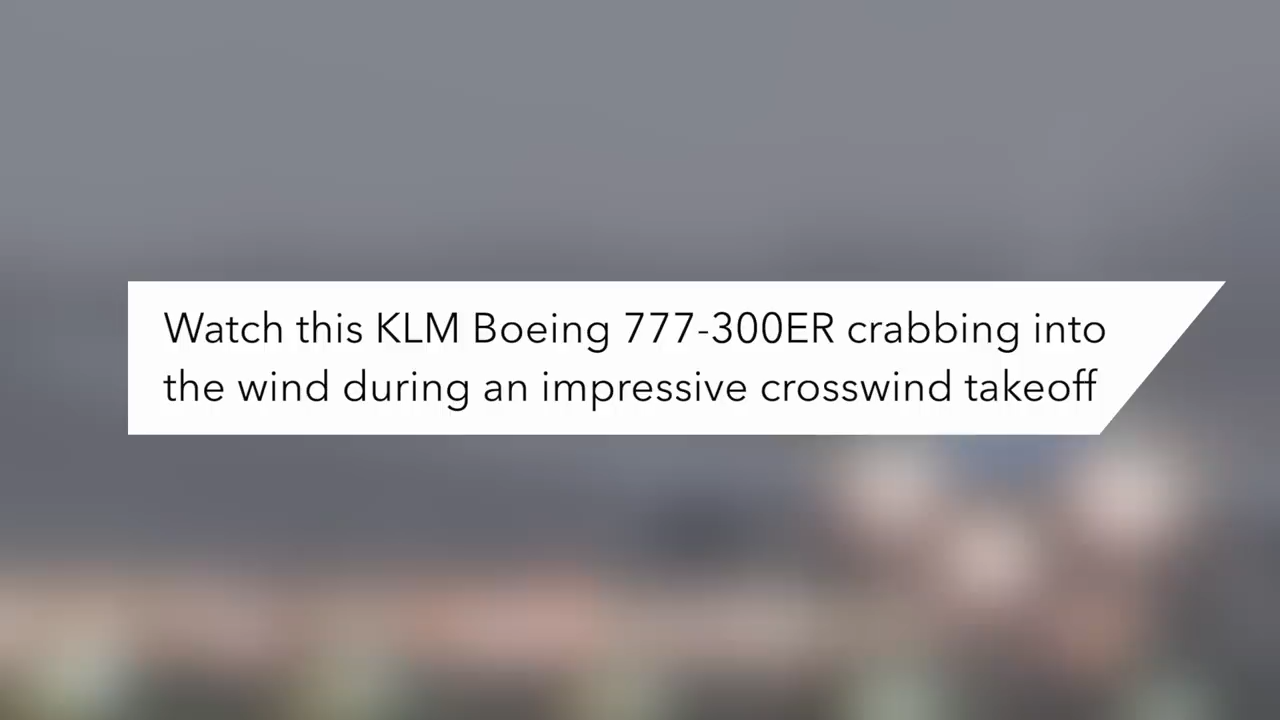 Watch this KLM Boeing 777-300ER crabbing into
the wind during an impressive crosswind takeoff